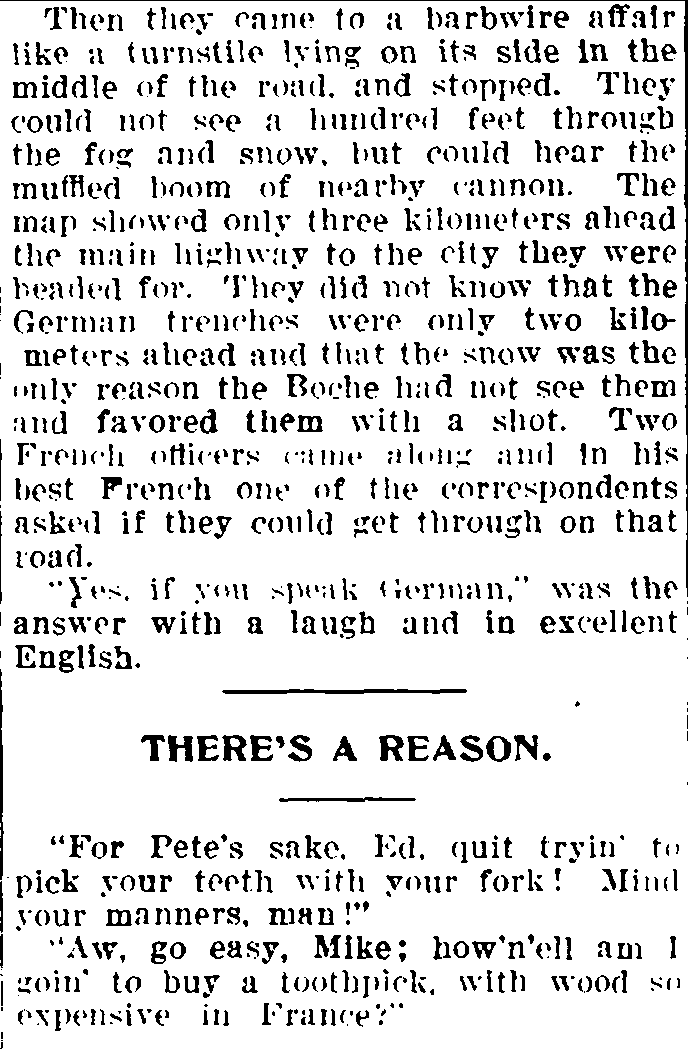 Then they came to a barbwire affair
like a turnstile lying on its side in the
middle of the road, and stopped. They
could not see a hundred feet through
the fog and snow, but could hear the
muffled boom of nearby cannon. The
map showed only three kilometers ahead
the main highway to the city they were
headed for. They did not know that the
German trenches were only two kilo-
meters ahead and that the snow was the
only reason the Boche had not see them
and favored them with a shot. Two
French officers came along and in his
best French one of the correspondents
asked if they could get through on that
road.
"Yes, if you speak German," was the
answer with a laugh and in excellent
English.
THERE'S A REASON.
"For Pete's sake, Ed, quit tryin' to
pick your teeth with your fork! Mind
your manners, man!"
"Aw, go easy, Mike; how'n'ell am I
goin' to buy a toothpick, with wood so
expensive in France?"